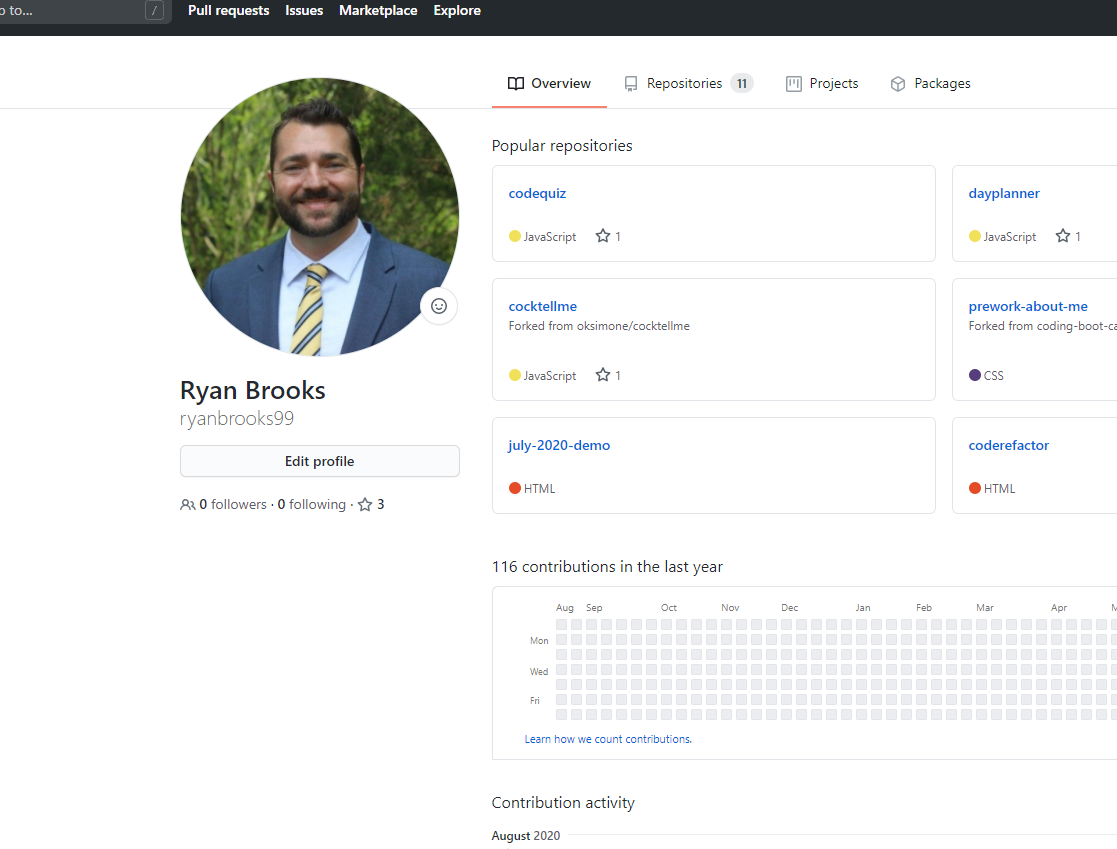 to...
/
Pull requests Issues Marketplace Explore
Overview Repositories 11 Projects Packages
Ryan Brooks
ryanbrooks99
Edit profile
0 followers · 0 following · 3
Popular repositories
codequiz
JavaScript 1
dayplanner
JavaScript 1
cocktellme
Forked from oksimone/cocktellme
JavaScript 1
prework-about-me
Forked from coding-boot-ca
CSS
july-2020-demo
HTML
coderefactor
HTML
116 contributions in the last year
Aug Sep Oct Nov Dec Jan Feb Mar Apr
Mon
Wed
Fri
Learn how we count contributions.
Contribution activity
August 2020